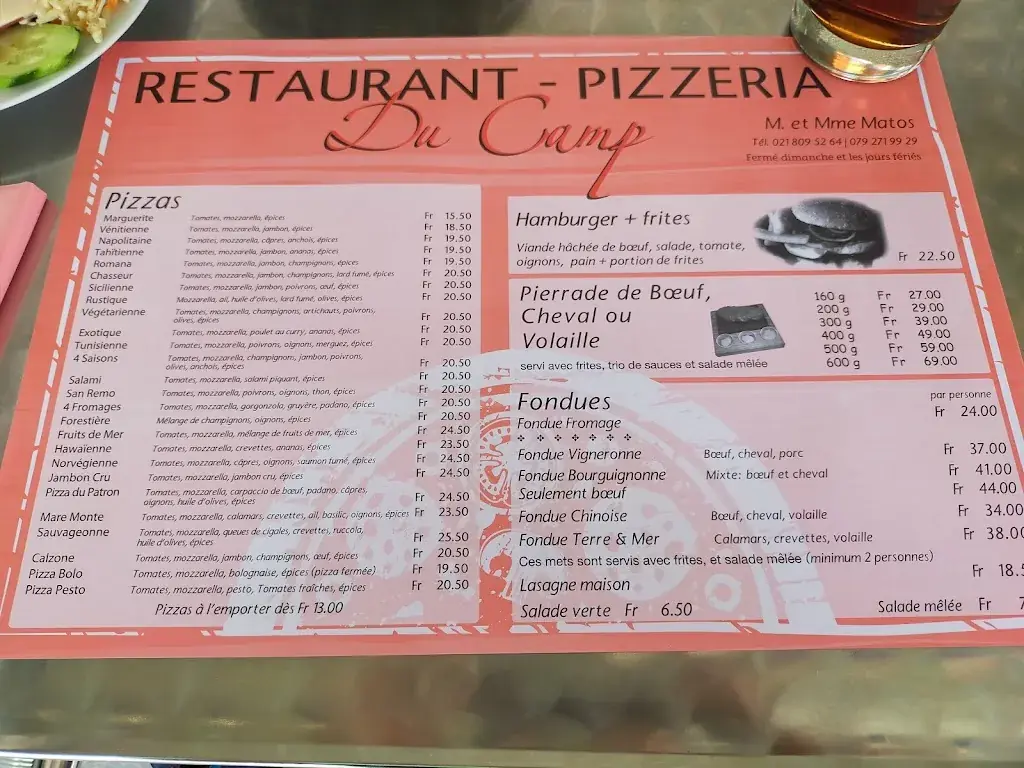 RESTAURANT - PIZZERIA
Du Camp
M. et Mme Matos
Tél. 021 809 52 64 | 079 271 99 29
Fermé dimanche et les jours fériés
Pizzas
Marguerite Tomates, mozzarella, épices Fr 15.50
Vénitienne Tomates, mozzarella, jambon, épices Fr 18.50
Napolitaine Tomates, mozzarella, câpres, anchois, épices Fr 19.50
Tahïtienne Tomates, mozzarella, jambon, ananas, épices Fr 19.50
Romana Tomates, mozzarella, jambon, champignons, épices Fr 19.50
Chasseur Tomates, mozzarella, jambon, champignons, lard fumé, épices Fr 20.50
Sicilienne Tomates, mozzarella, jambon, poivrons, œuf, épices Fr 20.50
Rustique Mozzarella, ail, huile d'olives, lard fumé, olives, épices Fr 20.50
Végétarienne Tomates, mozzarella, champignons, artichauts, poivrons,
olives, épices Fr 20.50
Exotique Tomates, mozzarella, poulet au curry, ananas, épices Fr 20.50
Tunisienne Tomates, mozzarella, poivrons, oignons, merguez, épices Fr 20.50
4 Saisons Tomates, mozzarella, champignons, jambon, poivrons,
olives, anchois, épices Fr 20.50
Salami Tomates, mozzarella, salami piquant, épices Fr 20.50
San Remo Tomates, mozzarella, poivrons, oignons, thon, épices Fr 20.50
4 Fromages Tomates, mozzarella, gorgonzola, gruyère, padano, épices Fr 20.50
Forestière Mélange de champignons, oignons, épices Fr 20.50
Fruits de Mer Tomates, mozzarella, mélange de fruits de mer, épices Fr 24.50
Hawaïenne Tomates, mozzarella, crevettes, ananas, épices Fr 23.50
Norvégienne Tomates, mozzarella, câpres, oignons, saumon fumé, épices Fr 24.50
Jambon Cru Tomates, mozzarella, jambon cru, épices Fr 24.50
Pizza du Patron Tomates, mozzarella, carpaccio de bœuf, padano, câpres,
oignons, huile d'olives, épices Fr 24.50
Mare Monte Tomates, mozzarella, calamars, crevettes, ail, basilic, oignons, épices Fr 23.50
Sauvageonne Tomates, mozzarella, queues de cigales, crevettes, ruccola,
huile d'olives, épices Fr 25.50
Calzone Tomates, mozzarella, jambon, champignons, œuf, épices Fr 20.50
Pizza Bolo Tomates, mozzarella, bolognaise, épices (pizza fermée) Fr 19.50
Pizza Pesto Tomates, mozzarella, pesto, Tomates fraîches, épices Fr 20.50
Pizzas à l'emporter dès Fr 13.00
Hamburger + frites
Viande hâchée de bœuf, salade, tomate,
oignons, pain + portion de frites Fr 22.50
Pierrade de Bœuf,
Cheval ou
Volaille
160 g Fr 27.00
200 g Fr 29.00
300 g Fr 39.00
400 g Fr 49.00
500 g Fr 59.00
600 g Fr 69.00
servi avec frites, trio de sauces et salade mêlée
Fondues par personne
Fondue Fromage Fr 24.00
Fondue Vigneronne Bœuf, cheval, porc Fr 37.00
Fondue Bourguignonne Mixte: bœuf et cheval Fr 41.00
Seulement bœuf Fr 44.00
Fondue Chinoise Bœuf, cheval, volaille Fr 34.00
Fondue Terre & Mer Calamars, crevettes, volaille Fr 38.00
Ces mets sont servis avec frites, et salade mêlée (minimum 2 personnes)
Lasagne maison Fr 18.5
Salade verte Fr 6.50 Salade mêlée Fr 7